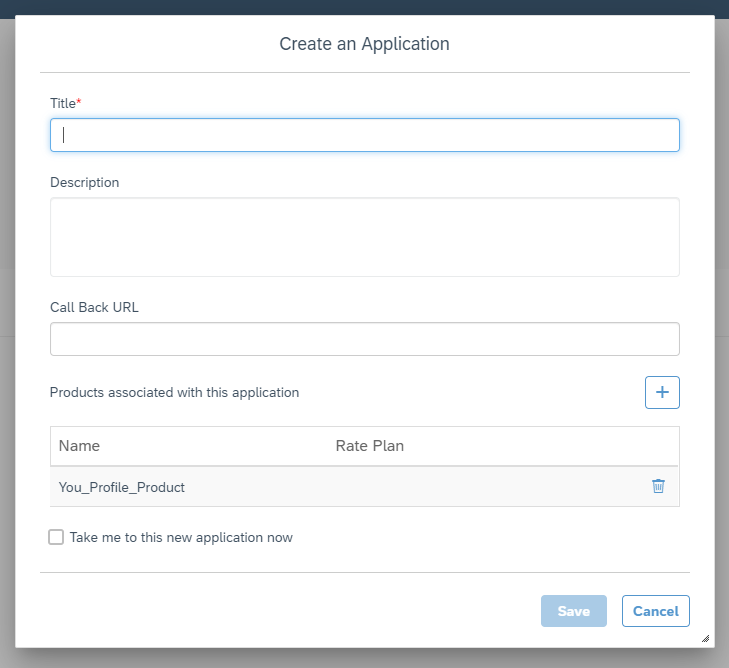 Create an Application
Title*
Description
Call Back URL
Products associated with this application
Name Rate Plan
You_Profile_Product
Take me to this new application now
Save Cancel